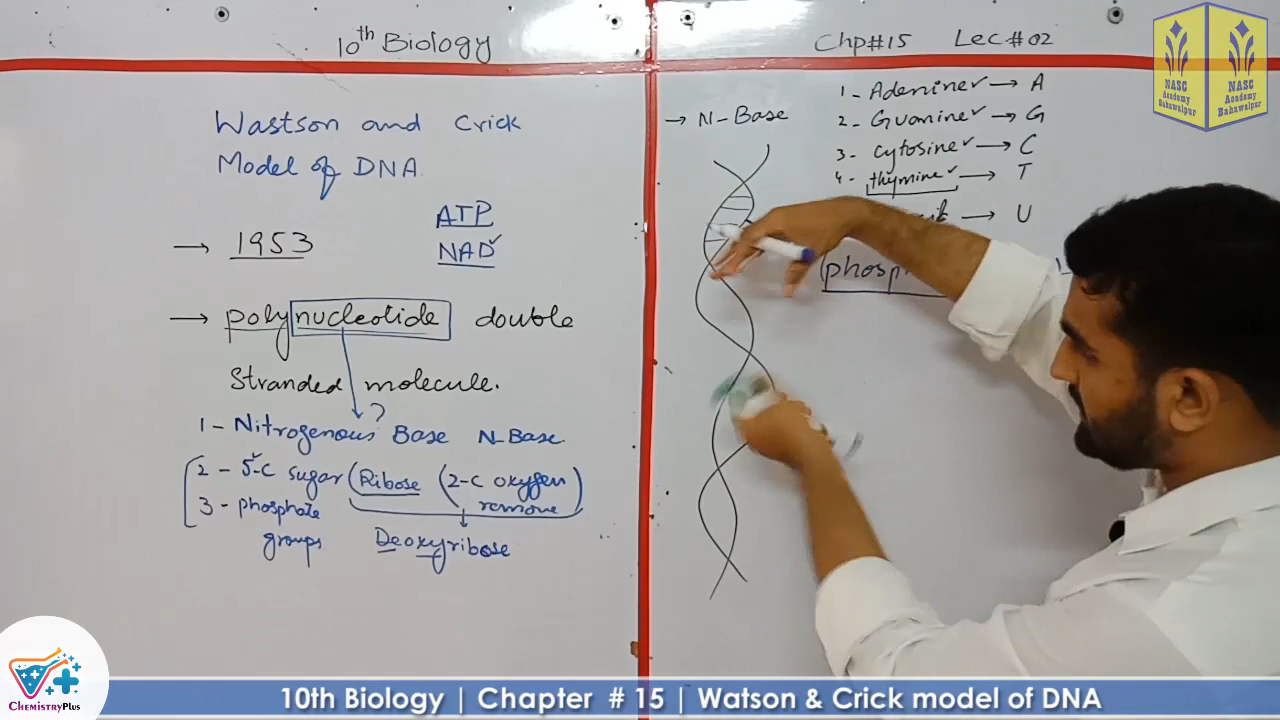 10th Biology
Wastson and Crick
Model of DNA
→ 1953
ATP
NAD ✓
→ polynucleotide double
Stranded molecule.
?
1 - Nitrogenous Base N-Base
2 - 5-C sugar (Ribose (2-C oxygen
remove)
3 - phosphate
groups
Deoxyribose
Chp#15 Lec#02
→ N-Base
1 - Adenine ✓ → A
2 - Guanine ✓ → G
3 - cytosine ✓ → C
4 - thymine ✓ → T
→ U
NASC
Academy
Bahawalpur
NASC
Academy
Bahawalpur
ChemistryPlus
10th Biology | Chapter # 15 | Watson & Crick model of DNA